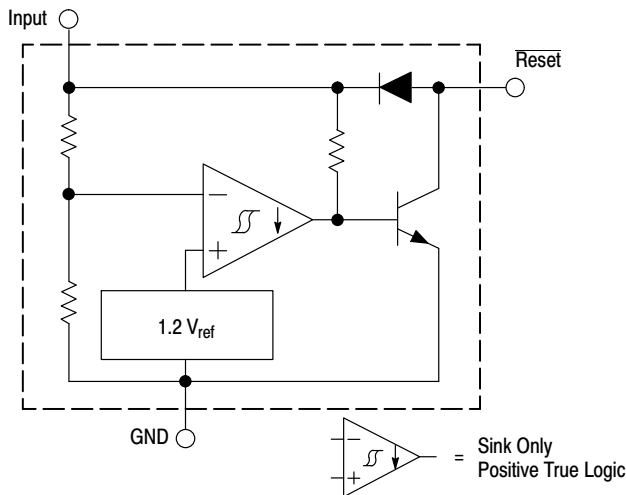 Input
Reset
−
+
1.2 Vref
GND
−
+
= Sink Only
Positive True Logic